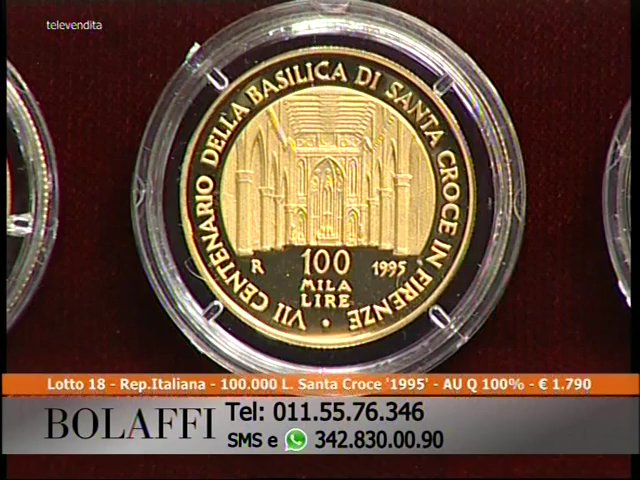 televendita
VII CENTENARIO DELLA BASILICA DI SANTA CROCE IN FIRENZE •
R 100 1995
MILA
LIRE
Lotto 18 - Rep.Italiana - 100.000 L. Santa Croce '1995' - AU Q 100% - € 1.790
BOLAFFI
Tel: 011.55.76.346
SMS e 342.830.00.90